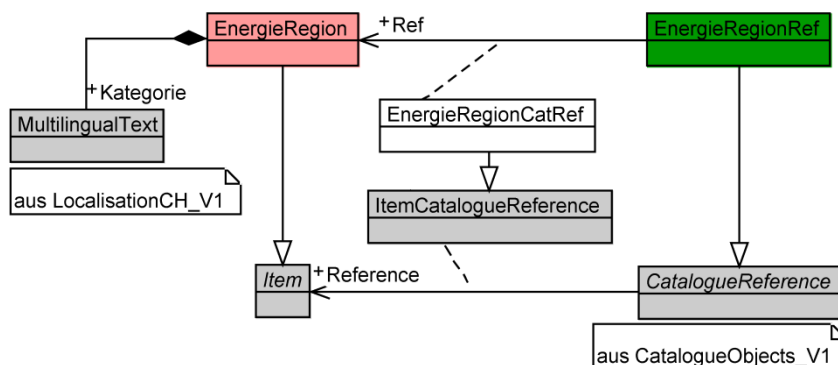 EnergieRegion
+Ref
EnergieRegionRef
+Kategorie
MultilingualText
EnergieRegionCatRef
aus LocalisationCH_V1
ItemCatalogueReference
Item
+Reference
CatalogueReference
aus CatalogueObjects_V1